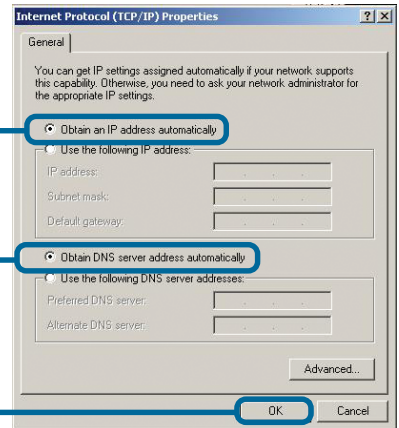 Internet Protocol (TCP/IP) Properties
General
You can get IP settings assigned automatically if your network supports
this capability. Otherwise, you need to ask your network administrator for
the appropriate IP settings.
Obtain an IP address automatically
Use the following IP address:
IP address:
Subnet mask:
Default gateway:
Obtain DNS server address automatically
Use the following DNS server addresses:
Preferred DNS server:
Alternate DNS server:
Advanced...
OK Cancel